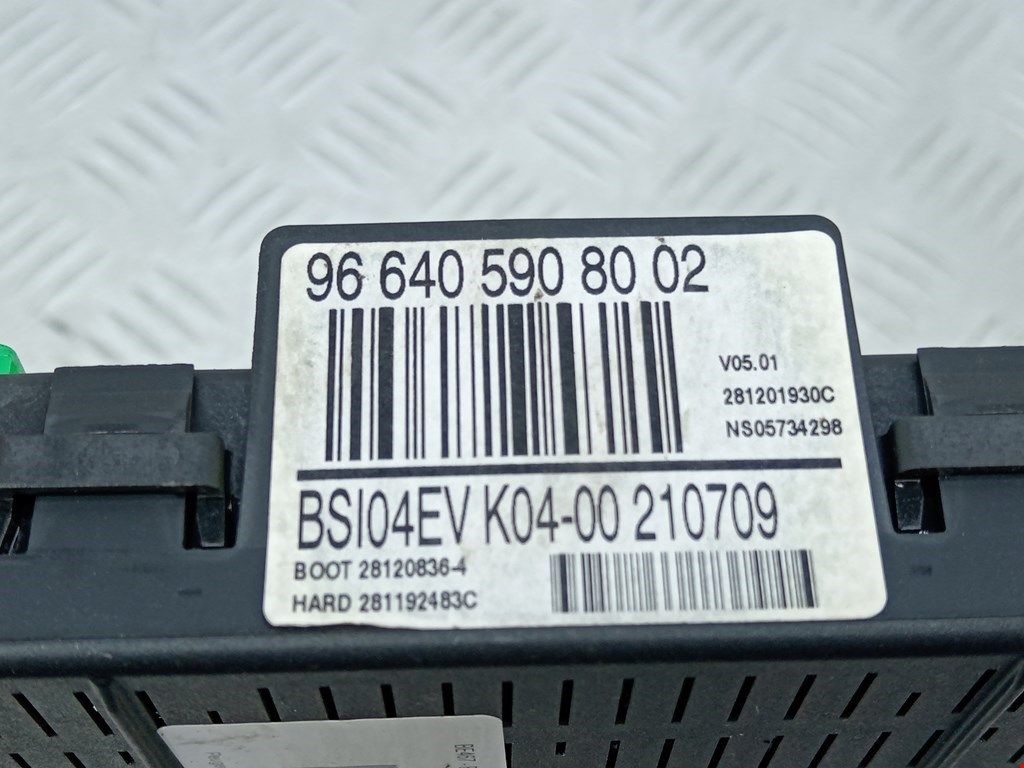 96 640 590 80 02
V05.01
281201930C
NS05734298
BSI04EV K04-00 210709
BOOT 28120836-4
HARD 281192483C